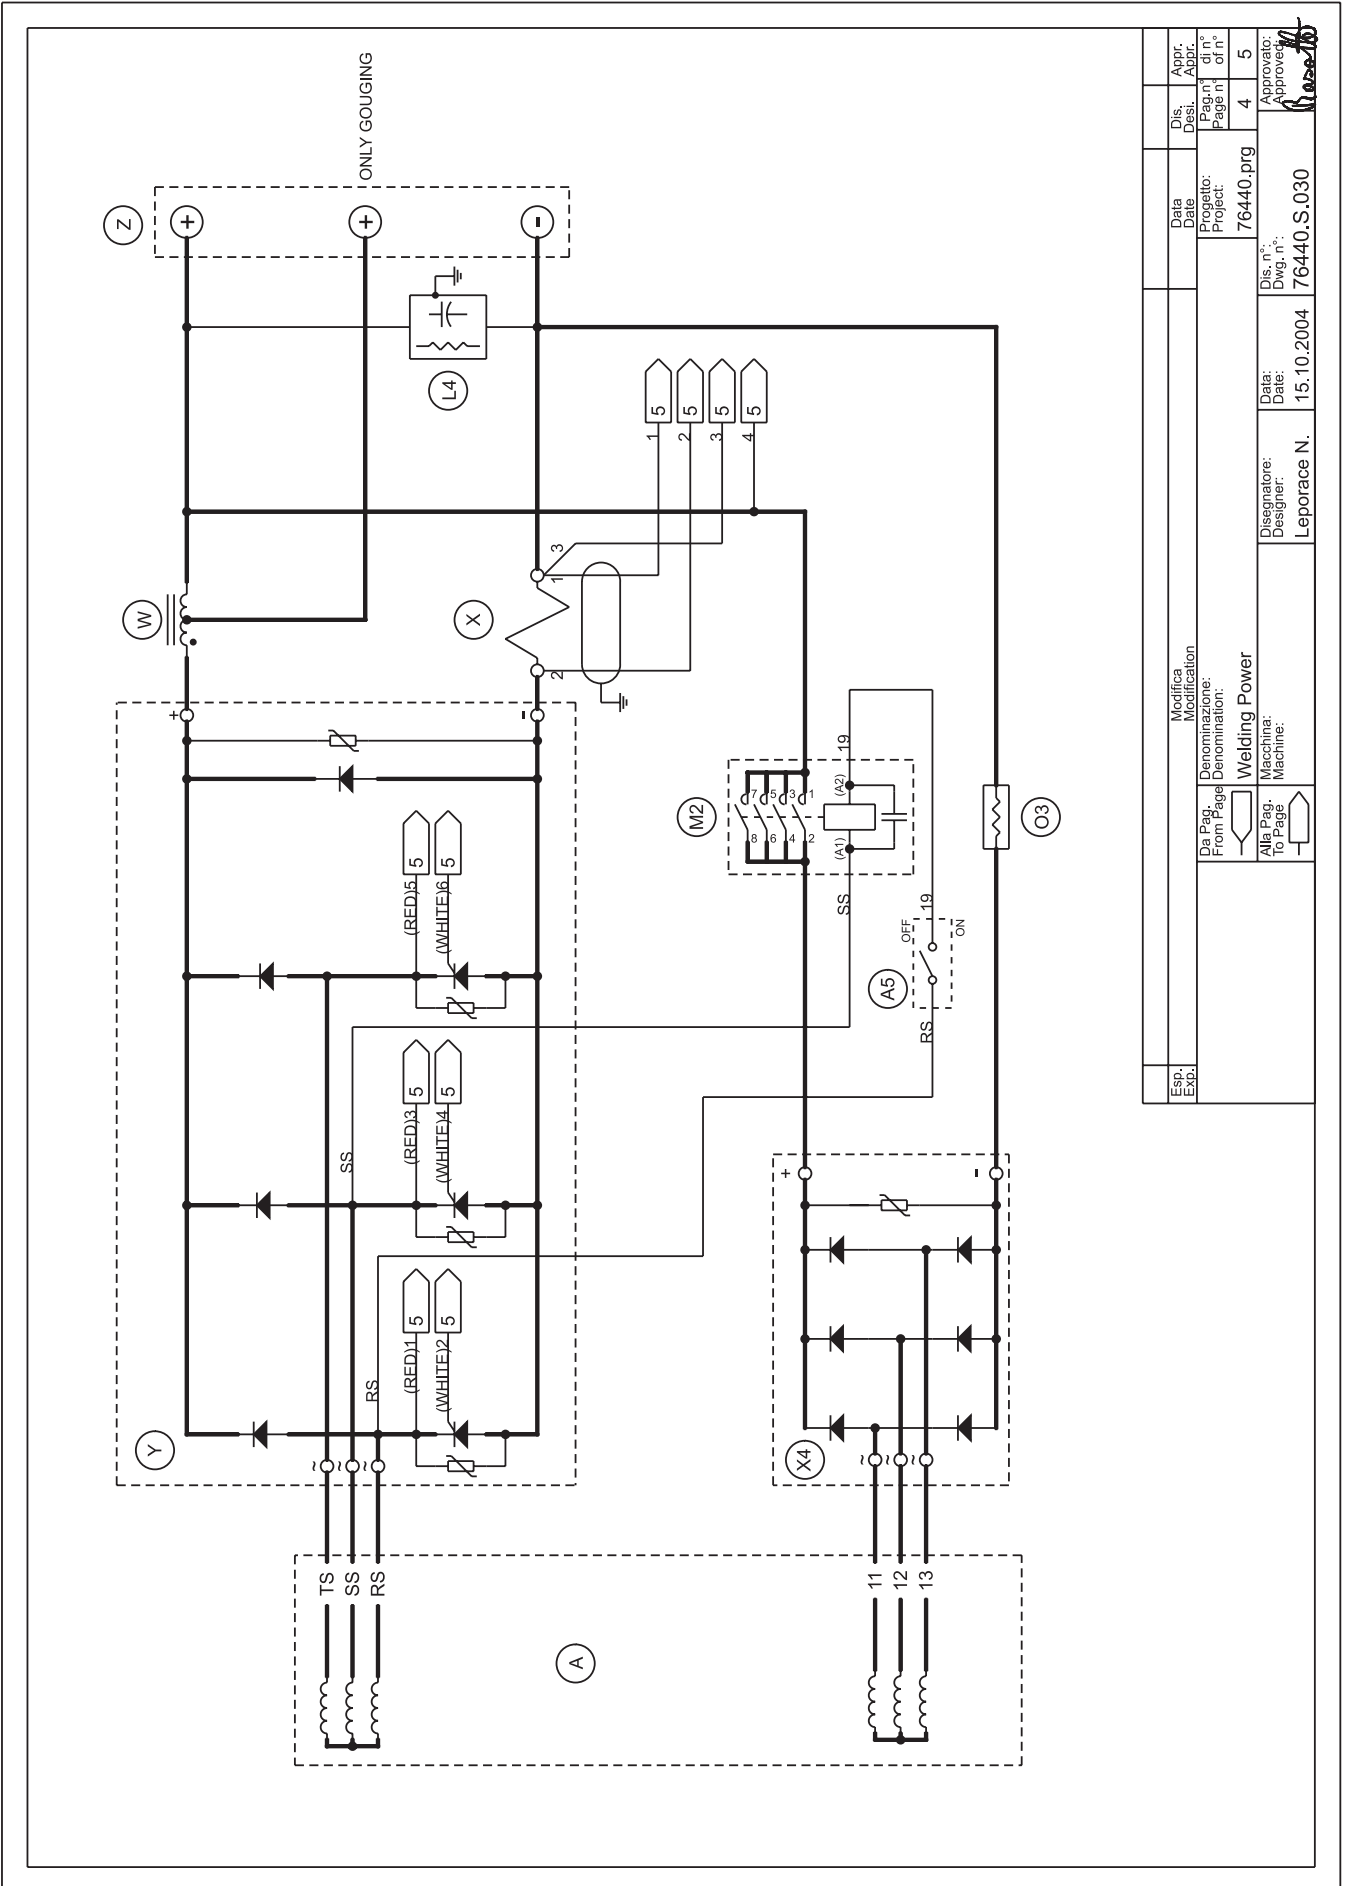 Z
+
+
-
ONLY GOUGING
L4
W
X
3
1
2
1 5
2 5
3 5
4 5
+
-
Y
(RED)5 5
(WHITE)6 5
(RED)3 5
(WHITE)4 5
(RED)1 5
(WHITE)2 5
SS
RS
~
~
~
TS
SS
RS
A
M2
7
5
3
1
8
6
4
2
(A2)
(A1)
19
SS
19
OFF
ON
A5
RS
O3
+
-
X4
~
~
~
11
12
13
Esp.
Exp.
Modifica
Modification
Data
Date
Dis.
Desi.
Appr.
Appr.
Da Pag.
From Page
Denominazione:
Denomination:
Welding Power
Progetto:
Project:
76440.prg
Pag.n°
Page n°
4
di n°
of n°
5
Alla Pag.
To Page
Macchina:
Machine:
Disegnatore:
Designer:
Leporace N.
Data:
Date:
15.10.2004
Dis. n°:
Dwg. n°:
76440.S.030
Approvato:
Approved: